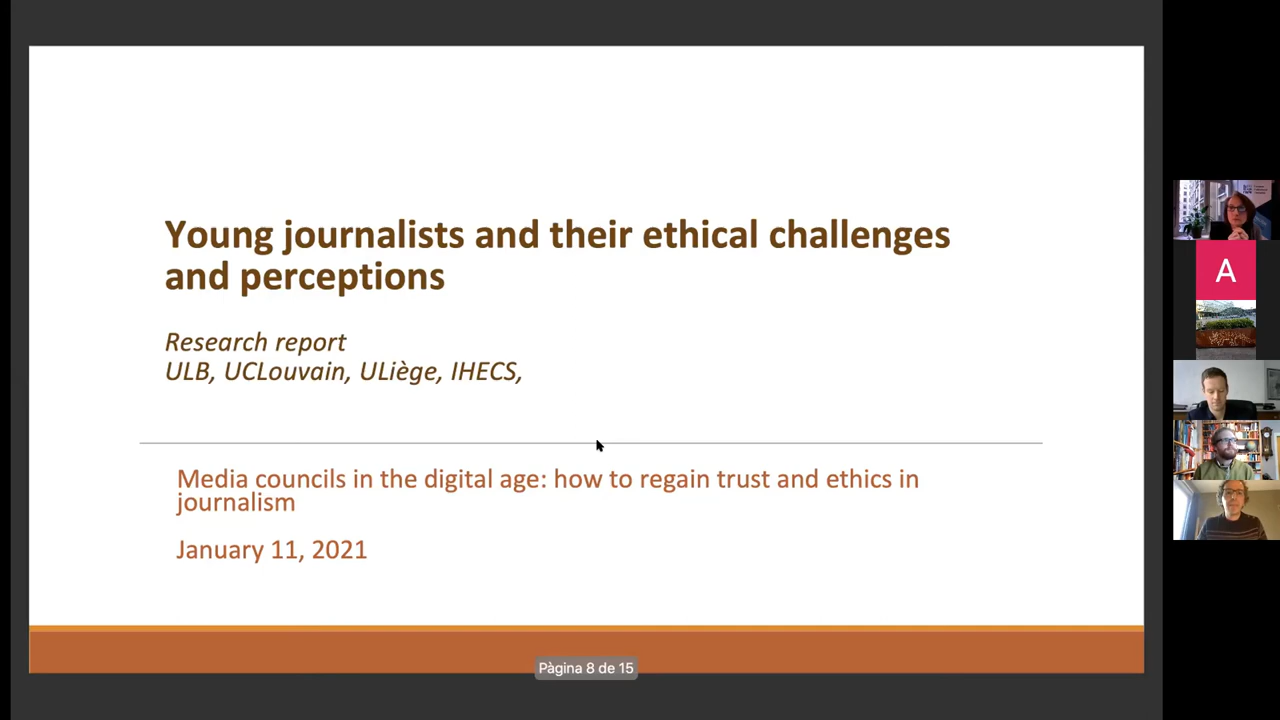 Young journalists and their ethical challenges
and perceptions
Research report
ULB, UCLouvain, ULiège, IHECS,
Media councils in the digital age: how to regain trust and ethics in
journalism
January 11, 2021
Pàgina 8 de 15
A